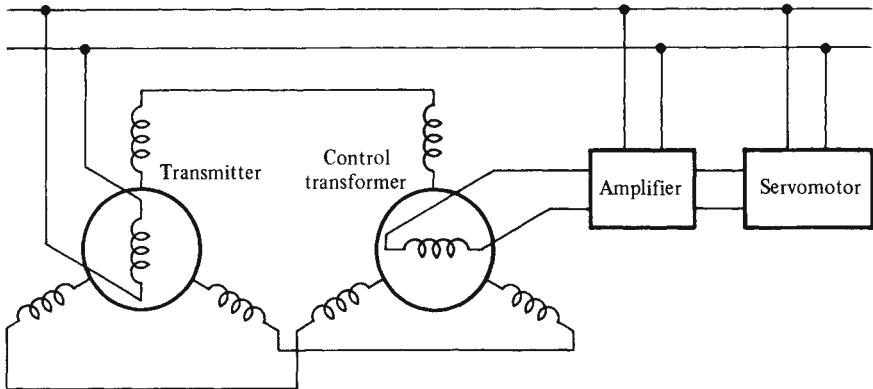 Transmitter
Control
transformer
Amplifier
Servomotor